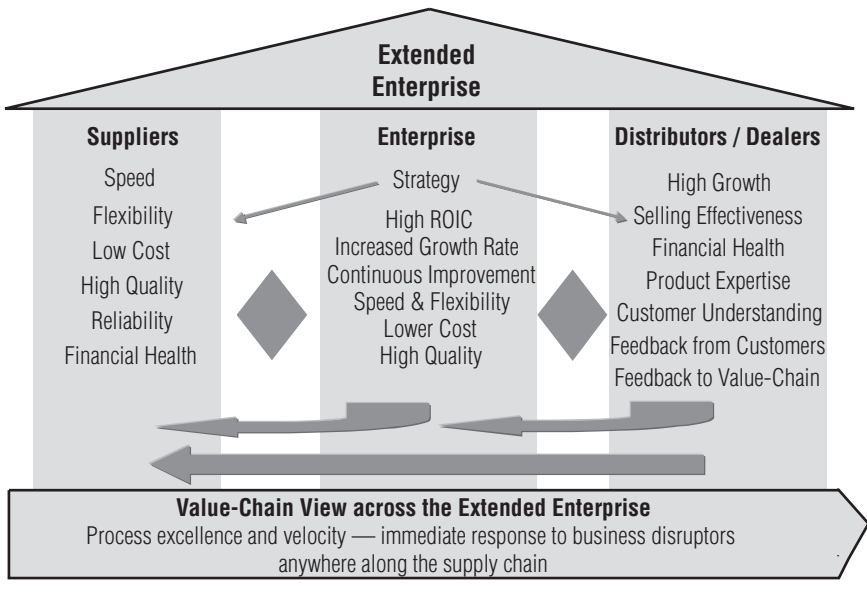 Extended
Enterprise
Suppliers
Speed
Flexibility
Low Cost
High Quality
Reliability
Financial Health
Enterprise
Strategy
High ROIC
Increased Growth Rate
Continuous Improvement
Speed & Flexibility
Lower Cost
High Quality
Distributors / Dealers
High Growth
Selling Effectiveness
Financial Health
Product Expertise
Customer Understanding
Feedback from Customers
Feedback to Value-Chain
Value-Chain View across the Extended Enterprise
Process excellence and velocity — immediate response to business disruptors
anywhere along the supply chain